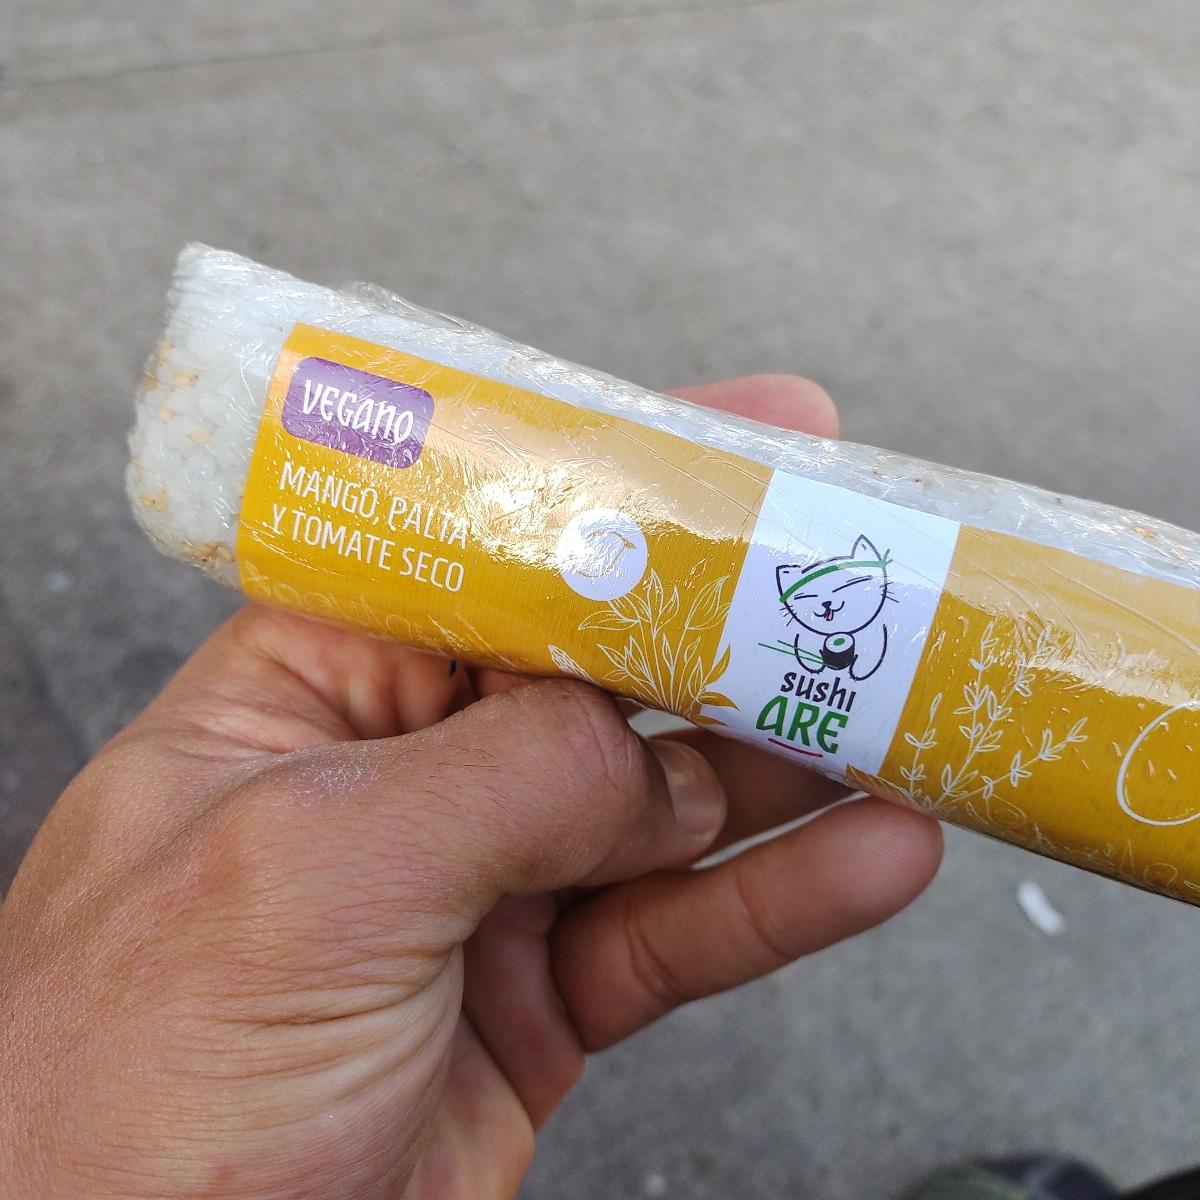 VEGANO
MANGO, PALTA
Y TOMATE SECO
sushi
ARE